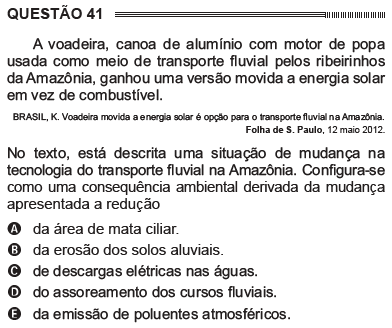 QUESTÃO 41
A voadeira, canoa de alumínio com motor de popa
usada como meio de transporte fluvial pelos ribeirinhos
da Amazônia, ganhou uma versão movida a energia solar
em vez de combustível.
BRASIL, K. Voadeira movida a energia solar é opção para o transporte fluvial na Amazônia.
Folha de S. Paulo, 12 maio 2012.
No texto, está descrita uma situação de mudança na
tecnologia do transporte fluvial na Amazônia. Configura-se
como uma consequência ambiental derivada da mudança
apresentada a redução
A da área de mata ciliar.
B da erosão dos solos aluviais.
C de descargas elétricas nas águas.
D do assoreamento dos cursos fluviais.
E da emissão de poluentes atmosféricos.